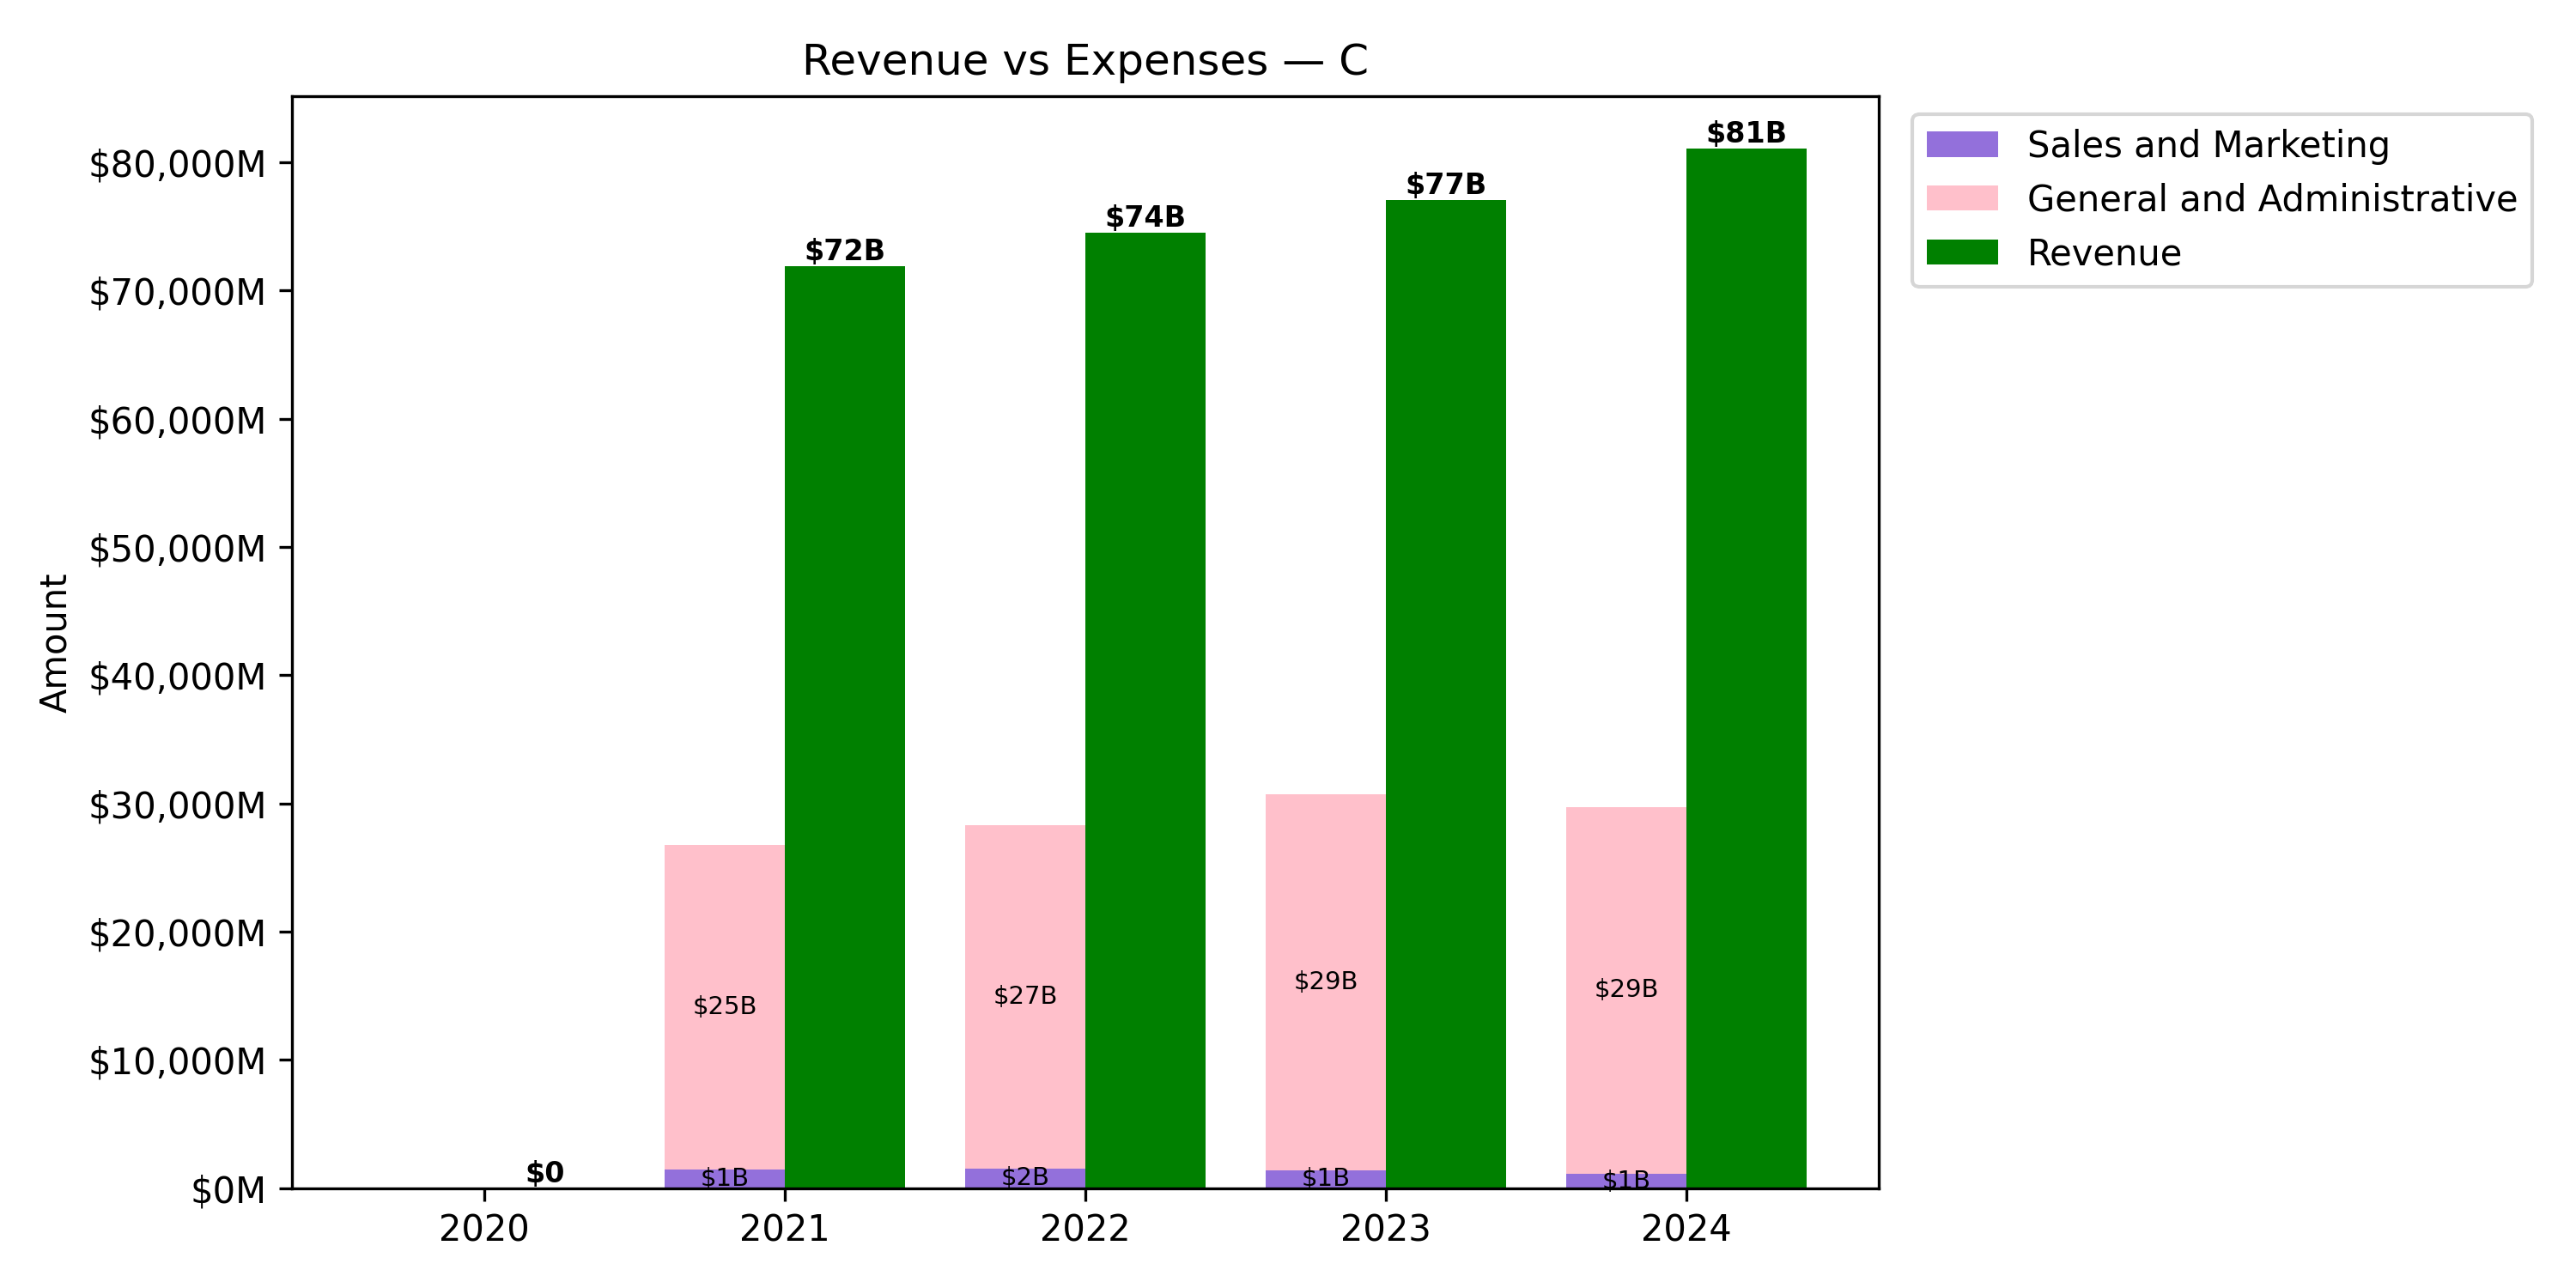 Revenue vs Expenses — C
Sales and Marketing
General and Administrative
Revenue
Amount
$80,000M
$70,000M
$60,000M
$50,000M
$40,000M
$30,000M
$20,000M
$10,000M
$0M
$0
$72B
$74B
$77B
$81B
$25B
$27B
$29B
$29B
$1B
$2B
$1B
$1B
2020
2021
2022
2023
2024